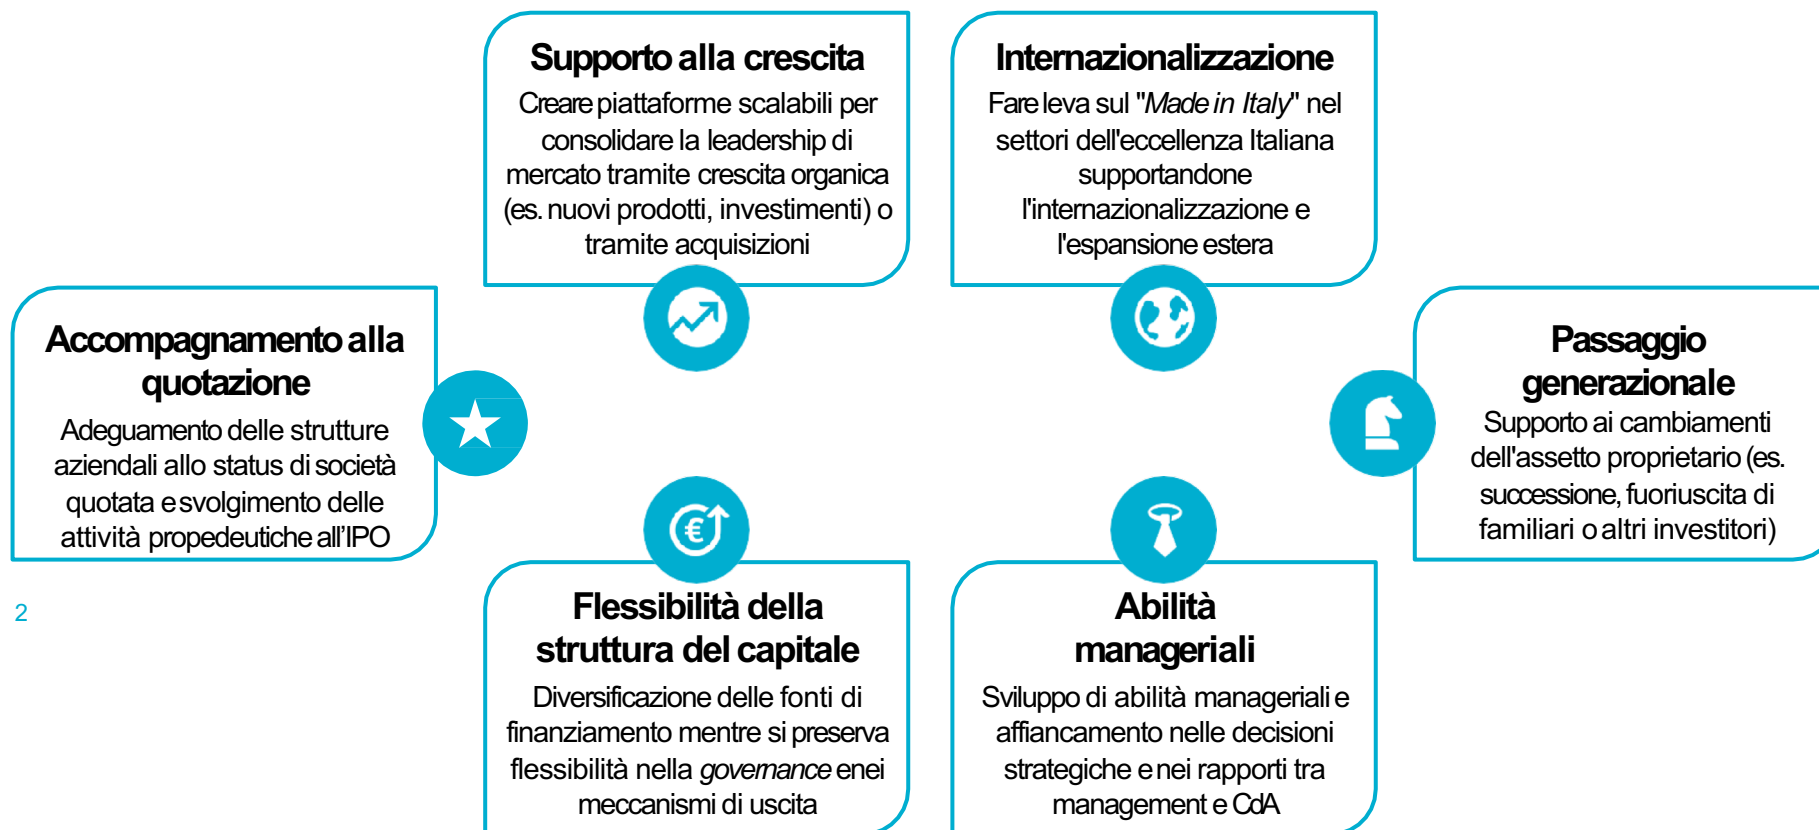 Supporto alla crescita
Creare piattaforme scalabili per
consolidare la leadership di
mercato tramite crescita organica
(es. nuovi prodotti, investimenti) o
tramite acquisizioni
Internazionalizzazione
Fare leva sul "Made in Italy" nel
settori dell'eccellenza Italiana
supportandone
l'internazionalizzazione e
l'espansione estera
Accompagnamento alla
quotazione
Adeguamento delle strutture
aziendali allo status di società
quotata e svolgimento delle
attività propedeutiche all’IPO
Passaggio
generazionale
Supporto ai cambiamenti
dell'assetto proprietario (es.
successione, fuoriuscita di
familiari o altri investitori)
€
Flessibilità della
struttura del capitale
Diversificazione delle fonti di
finanziamento mentre si preserva
flessibilità nella governance e nei
meccanismi di uscita
Abilità
manageriali
Sviluppo di abilità manageriali e
affiancamento nelle decisioni
strategiche e nei rapporti tra
management e CdA
2